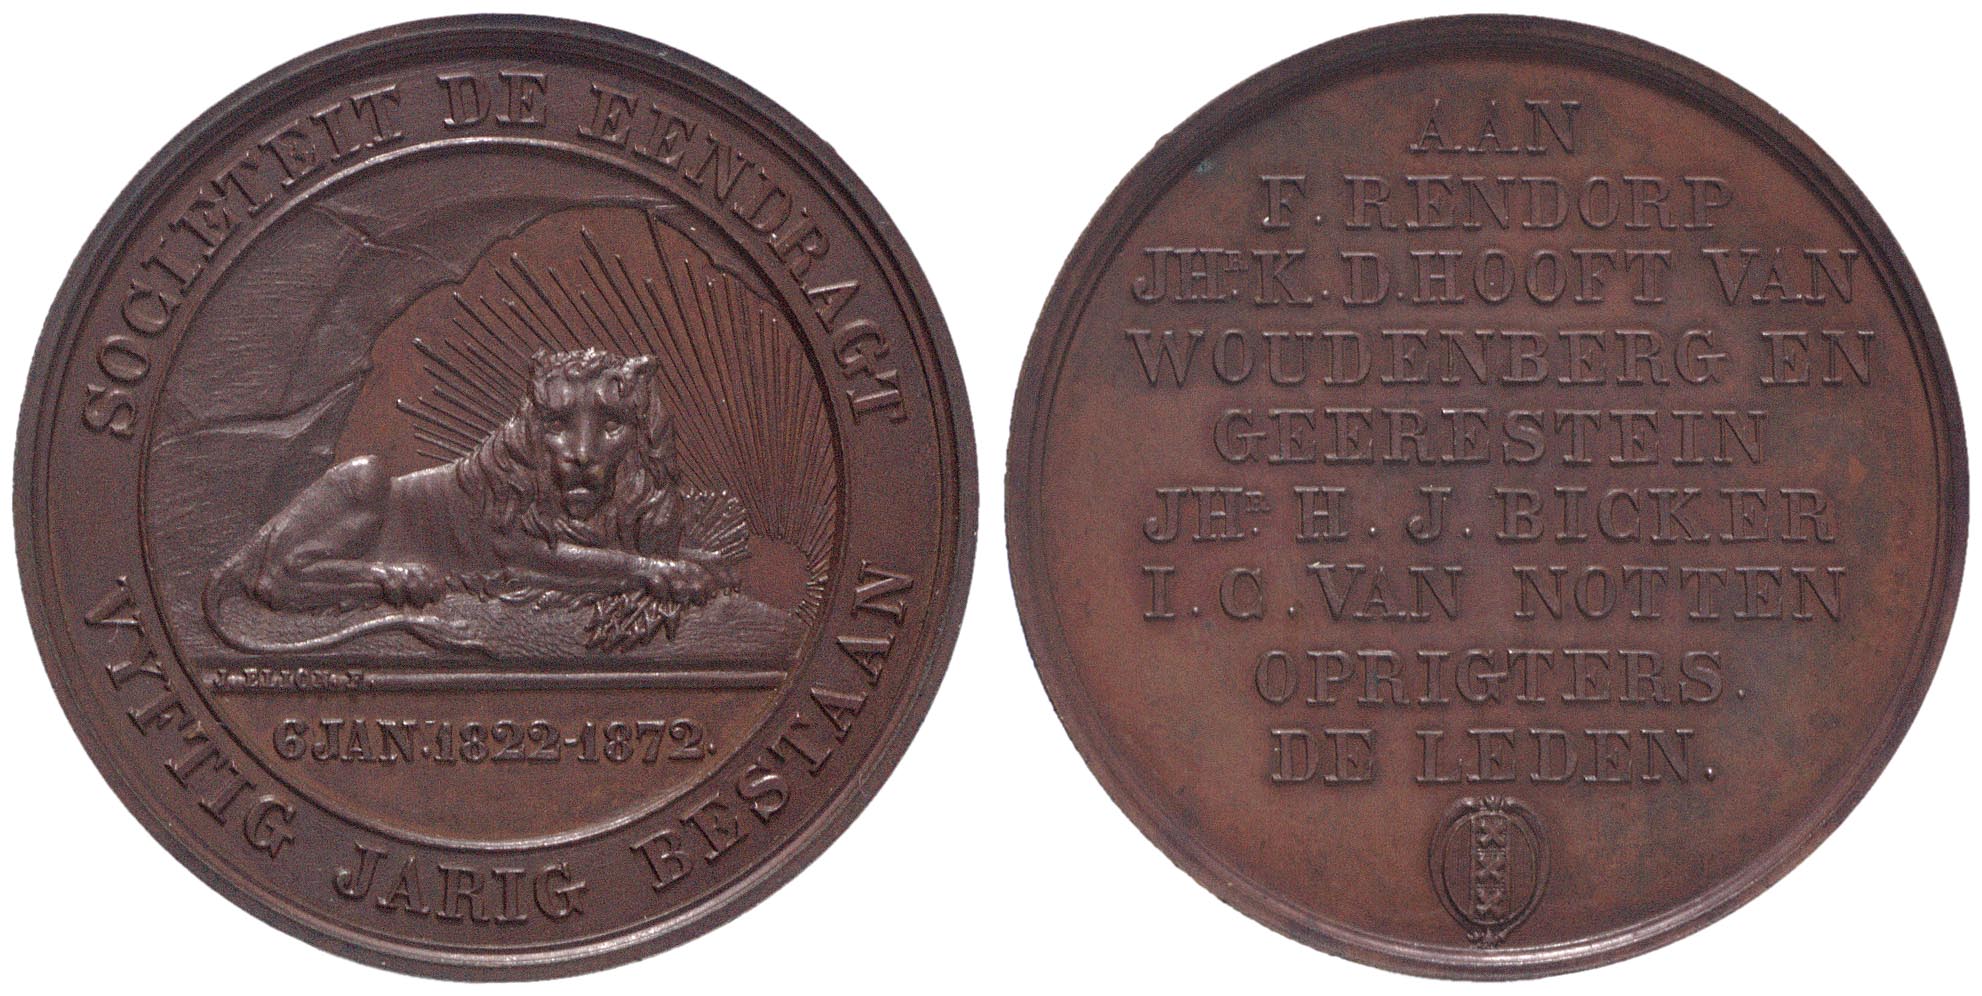 SOCIETEIT DE EENDRAGT
VYFTIG JARIG BESTAAN
J. ELION. F.
6 JAN. 1822-1872.
AAN
F. RENDORP
JHR. K. D. HOOFT VAN
WOUDENBERG EN
GEERESTEIN
JHR. H. J. BICKER
I. C. VAN NOTTEN
OPRIGTERS.
DE LEDEN.
XXX